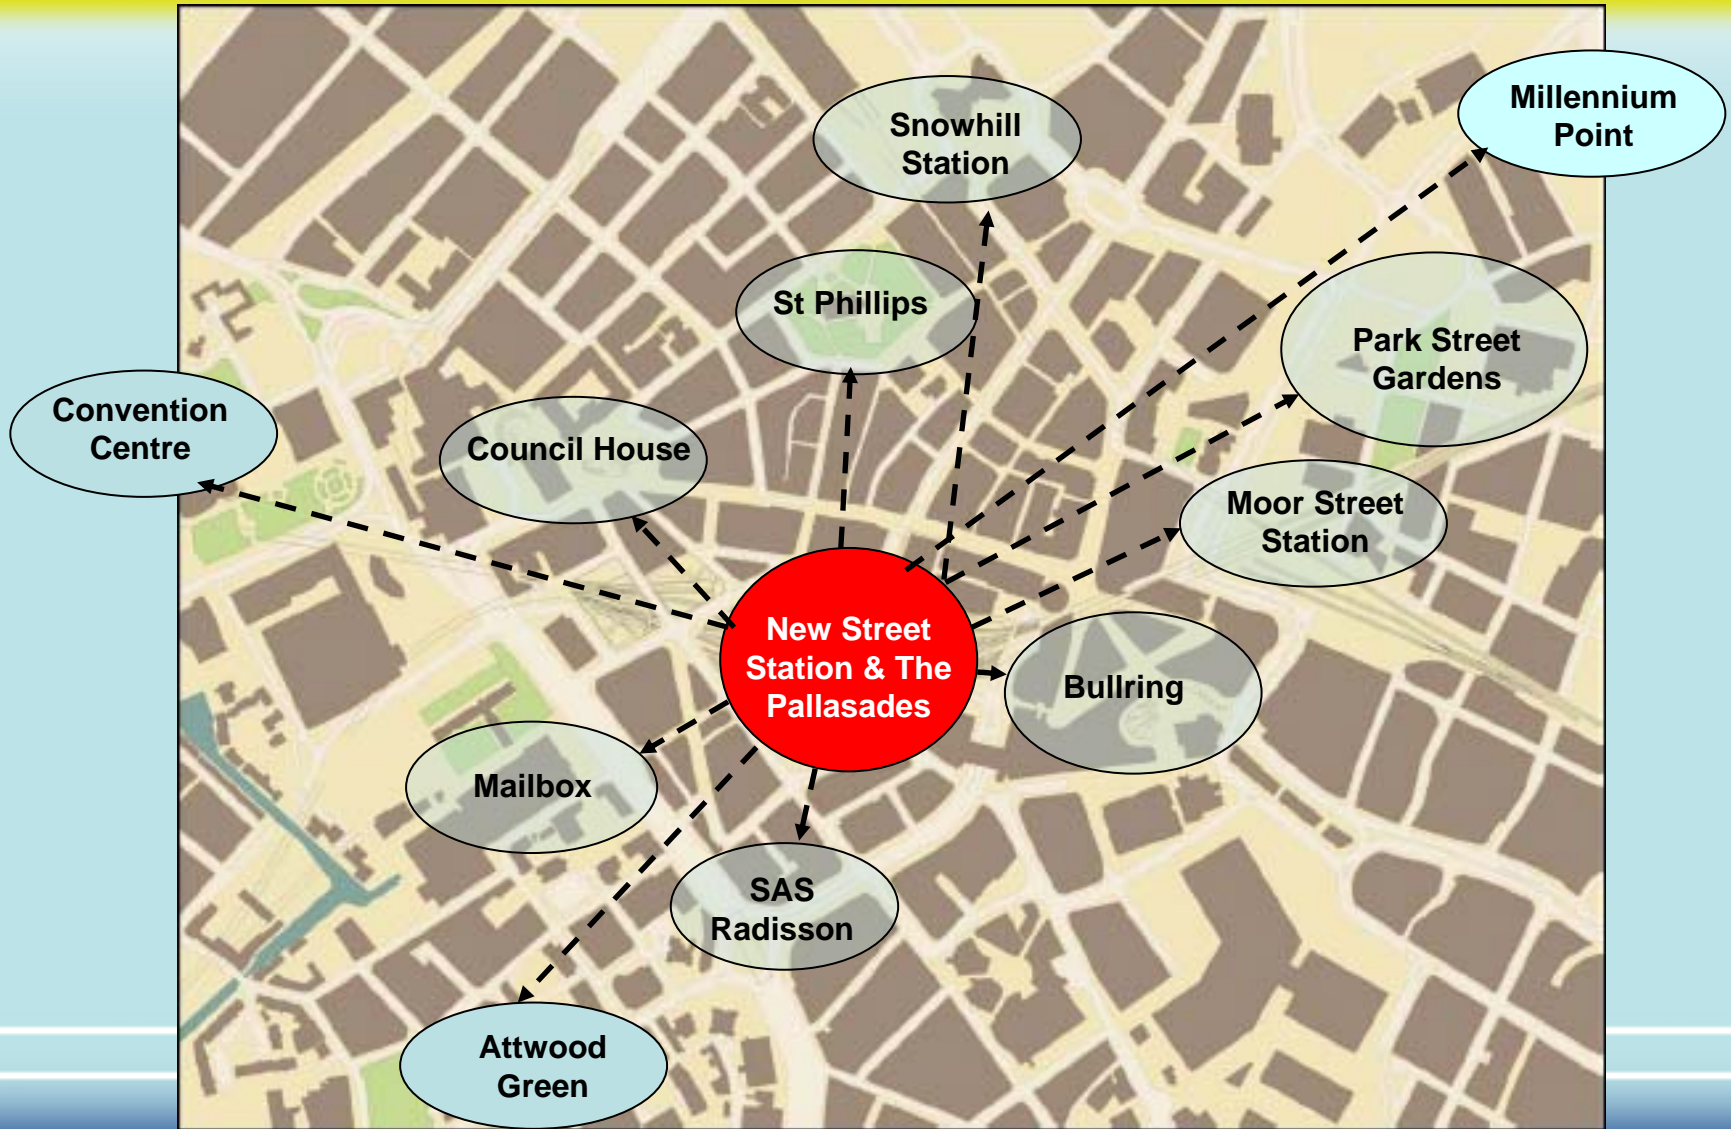 Millennium
Point
Snowhill
Station
St Phillips
Park Street
Gardens
Convention
Centre
Council House
Moor Street
Station
New Street
Station & The
Pallasades
Bullring
Mailbox
SAS
Radisson
Attwood
Green